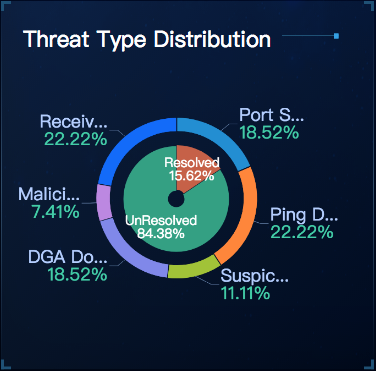 Threat Type Distribution
Receiv...
22.22%
Port S...
18.52%
Resolved
15.62%
Malici...
7.41%
Ping D...
22.22%
UnResolved
84.38%
DGA Do...
18.52%
Suspic...
11.11%